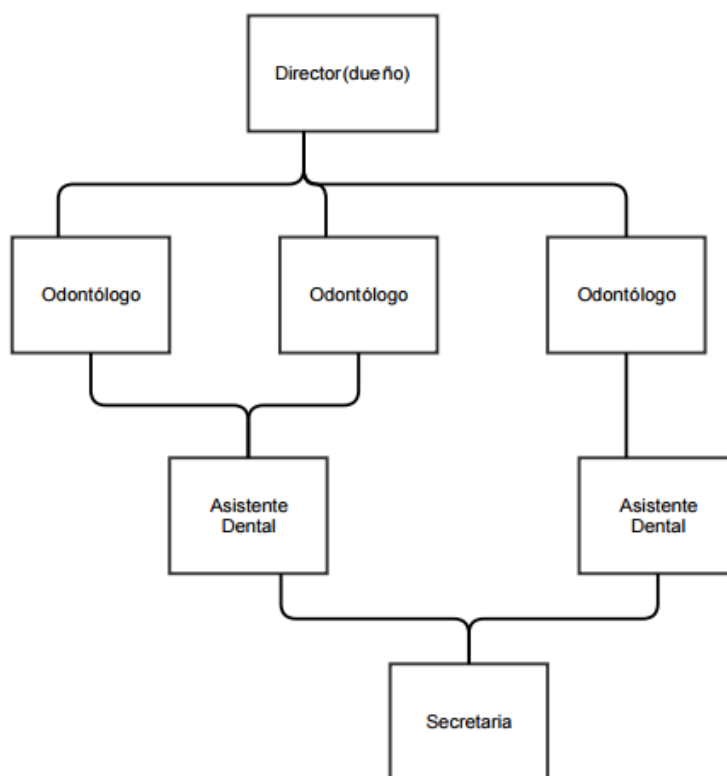 Director(dueño)
Odontólogo
Odontólogo
Odontólogo
Asistente
Dental
Asistente
Dental
Secretaria